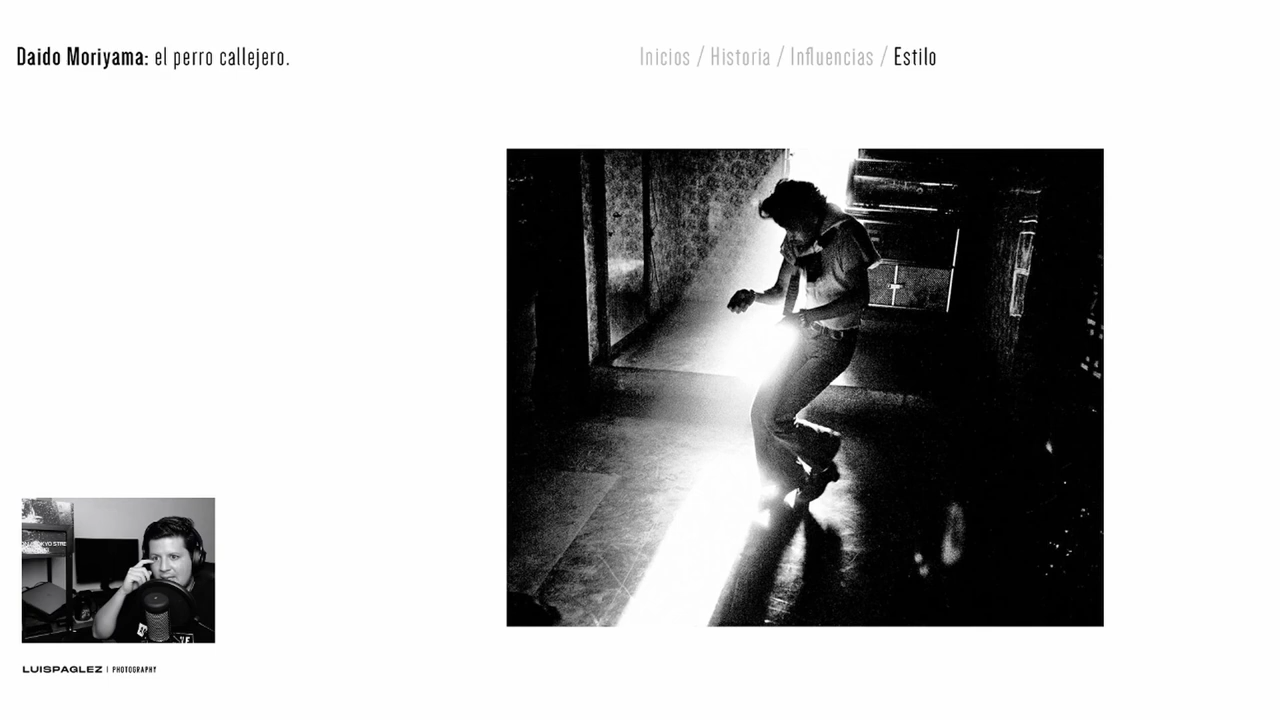 Daido Moriyama: el perro callejero.
Inicios / Historia / Influencias / Estilo
LUISPAGLEZ | PHOTOGRAPHY